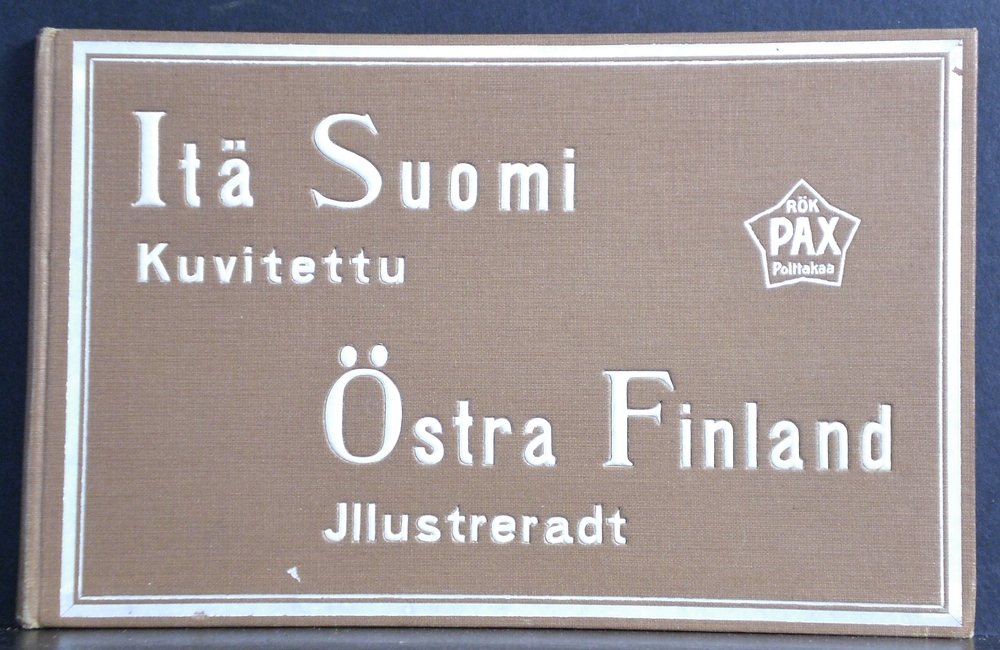 Itä Suomi
Kuvitettu
RÖK
PAX
Polttakaa
Östra Finland
Jllustreradt